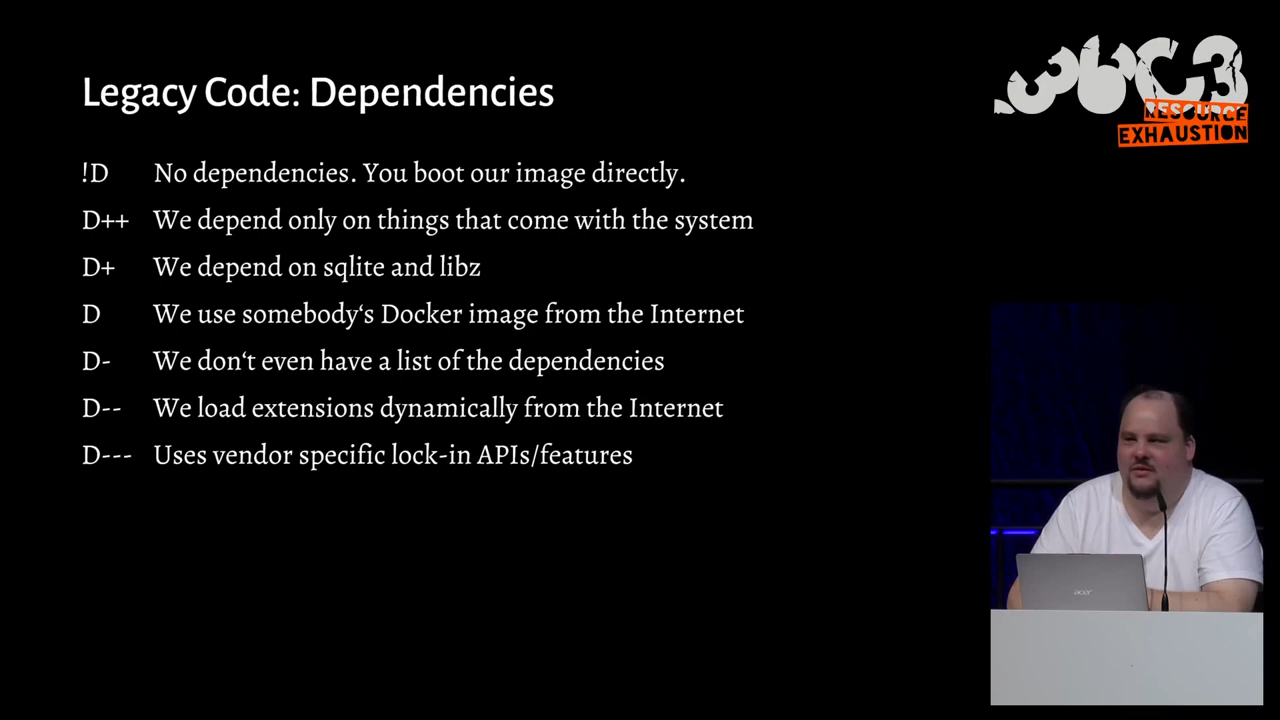 Legacy Code: Dependencies
36C3
RESOURCE
EXHAUSTION
!D No dependencies. You boot our image directly.
D++ We depend only on things that come with the system
D+ We depend on sqlite and libz
D We use somebody‘s Docker image from the Internet
D- We don‘t even have a list of the dependencies
D-- We load extensions dynamically from the Internet
D--- Uses vendor specific lock-in APIs/features
acer